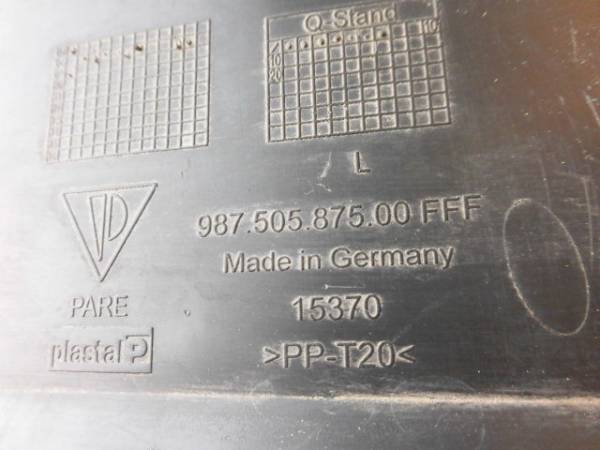 Q-Stand
/
10
20
10
L
987.505.875.00 FFF
Made in Germany
PARE
15370
plastal P
>PP-T20<